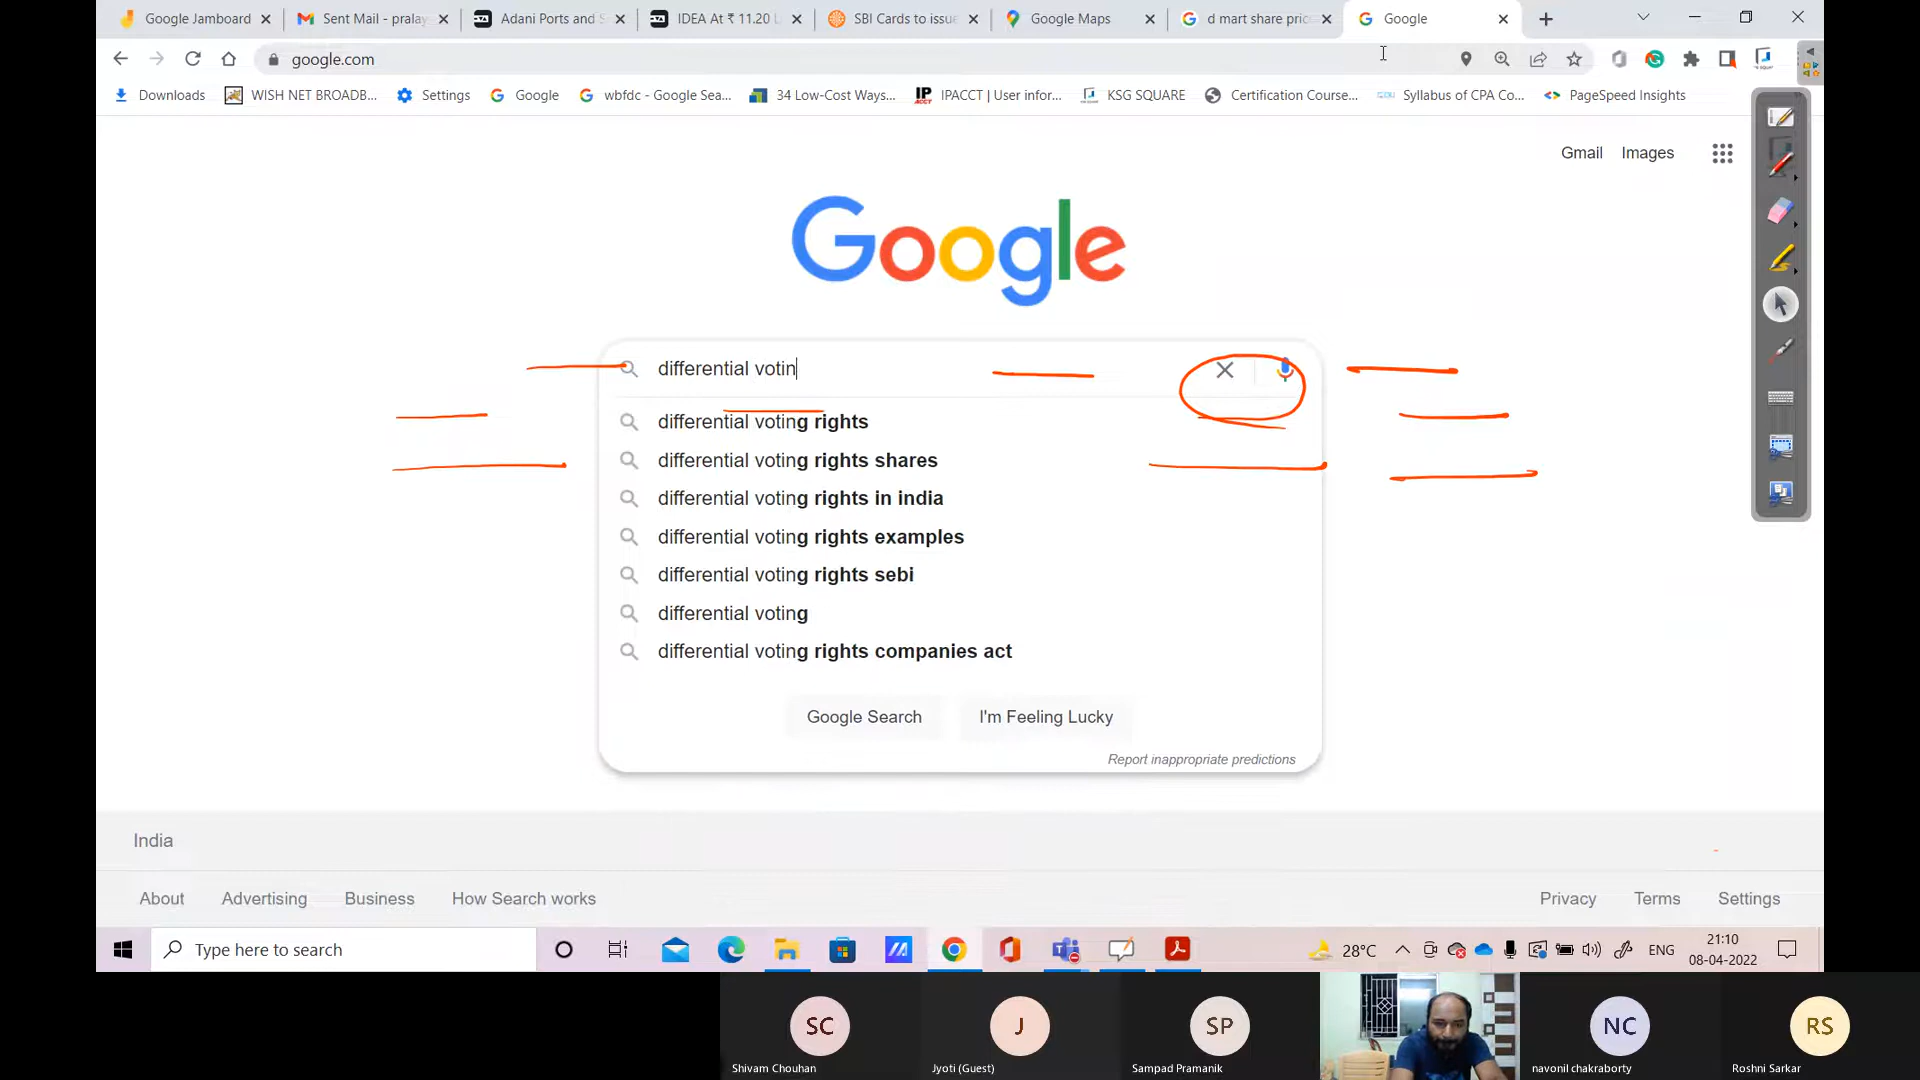 Google Jamboard
Sent Mail - pralay
Adani Ports and S
IDEA At ₹ 11.20 L
SBI Cards to issue
Google Maps
d mart share pric
Google
google.com
Downloads
WISH NET BROADB...
Settings
Google
wbfdc - Google Sea...
34 Low-Cost Ways...
IP
IPACCT
IPACCT | User infor...
KSG SQUARE
Certification Course...
Syllabus of CPA Co...
PageSpeed Insights
Gmail
Images
Google
differential votin
differential voting rights
differential voting rights shares
differential voting rights in india
differential voting rights examples
differential voting rights sebi
differential voting
differential voting rights companies act
Google Search
I'm Feeling Lucky
Report inappropriate predictions
India
About
Advertising
Business
How Search works
Privacy
Terms
Settings
Type here to search
28°C
ENG
21:10
08-04-2022
SC
J
SP
NC
RS
Shivam Chouhan
Jyoti (Guest)
Sampad Pramanik
navonil chakraborty
Roshni Sarkar